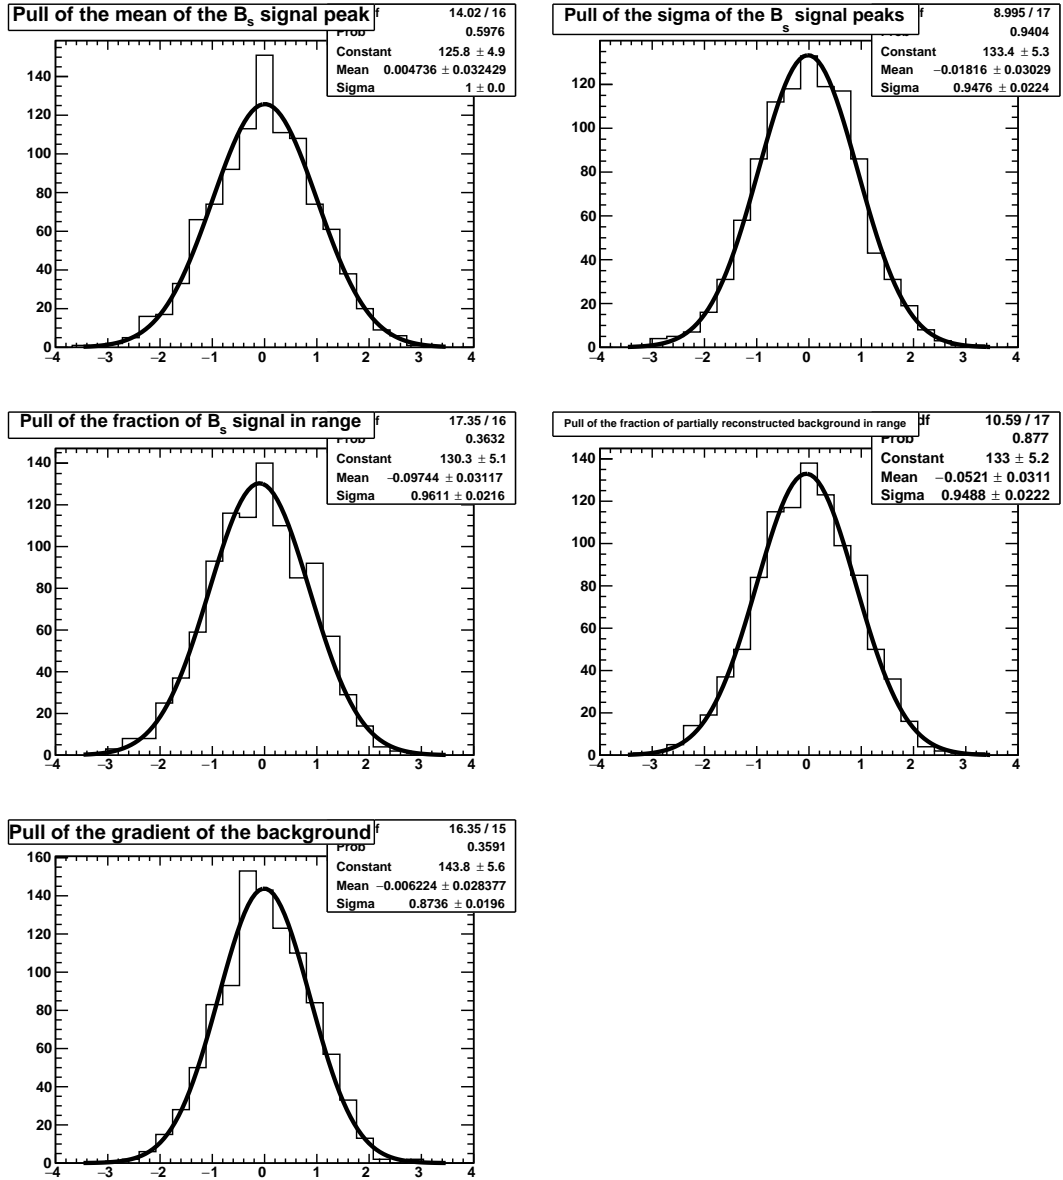 Pull of the mean of the Bs signal peak
f 14.02 / 16
Prob 0.5976
Constant 125.8 ± 4.9
Mean 0.004736 ± 0.032429
Sigma 1 ± 0.0
140
120
100
80
60
40
20
0
−4 −3 −2 −1 0 1 2 3 4
Pull of the sigma of the Bs signal peaks
f 8.995 / 17
Prob 0.9404
Constant 133.4 ± 5.3
Mean −0.01816 ± 0.03029
Sigma 0.9476 ± 0.0224
120
100
80
60
40
20
0
−4 −3 −2 −1 0 1 2 3 4
Pull of the fraction of Bs signal in range
f 17.35 / 16
Prob 0.3632
Constant 130.3 ± 5.1
Mean −0.09744 ± 0.03117
Sigma 0.9611 ± 0.0216
140
120
100
80
60
40
20
0
−4 −3 −2 −1 0 1 2 3 4
Pull of the fraction of partially reconstructed background in range
df 10.59 / 17
Prob 0.877
Constant 133 ± 5.2
Mean −0.0521 ± 0.0311
Sigma 0.9488 ± 0.0222
140
120
100
80
60
40
20
0
−4 −3 −2 −1 0 1 2 3 4
Pull of the gradient of the background
f 16.35 / 15
Prob 0.3591
Constant 143.8 ± 5.6
Mean −0.006224 ± 0.028377
Sigma 0.8736 ± 0.0196
160
140
120
100
80
60
40
20
0
−4 −3 −2 −1 0 1 2 3 4